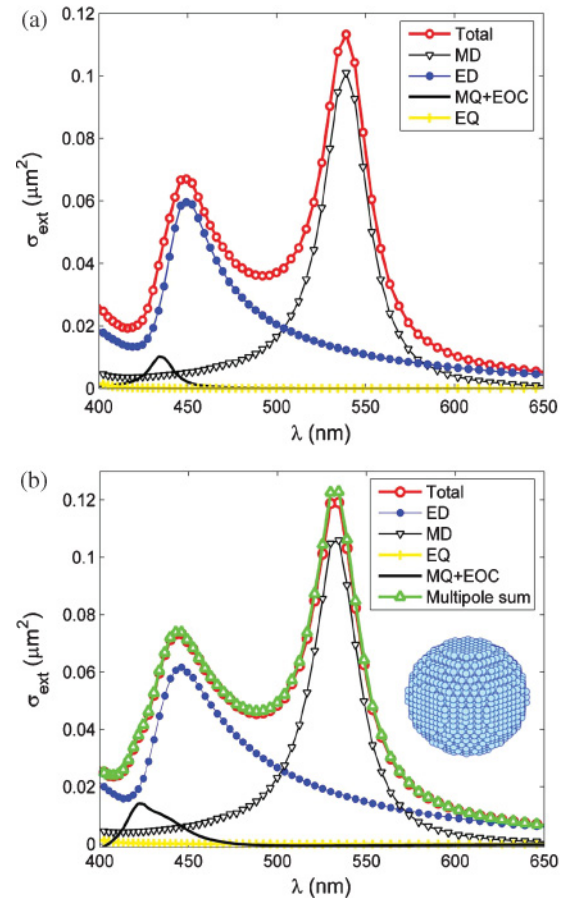 (a)
Total
MD
ED
MQ+EOC
EQ
0.12
0.1
0.08
0.06
0.04
0.02
0
σext (μm²)
400 450 500 550 600 650
λ (nm)
(b)
Total
ED
MD
EQ
MQ+EOC
Multipole sum
0.12
0.1
0.08
0.06
0.04
0.02
0
σext (μm²)
400 450 500 550 600 650
λ (nm)